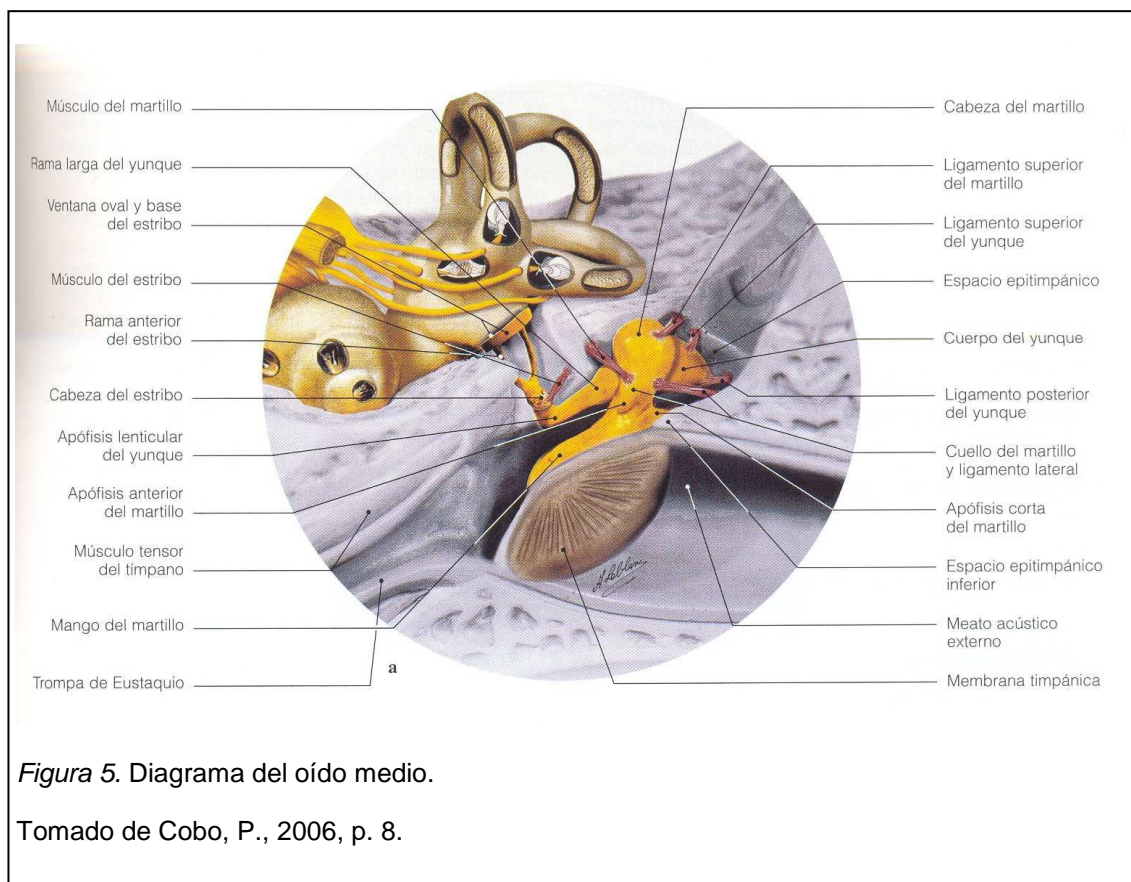 Músculo del martillo
Rama larga del yunque
Ventana oval y base
del estribo
Músculo del estribo
Rama anterior
del estribo
Cabeza del estribo
Apófisis lenticular
del yunque
Apófisis anterior
del martillo
Músculo tensor
del tímpano
Mango del martillo
Trompa de Eustaquio
a
Cabeza del martillo
Ligamento superior
del martillo
Ligamento superior
del yunque
Espacio epitimpánico
Cuerpo del yunque
Ligamento posterior
del yunque
Cuello del martillo
y ligamento lateral
Apófisis corta
del martillo
Espacio epitimpánico
inferior
Meato acústico
externo
Membrana timpánica
Figura 5. Diagrama del oído medio.
Tomado de Cobo, P., 2006, p. 8.